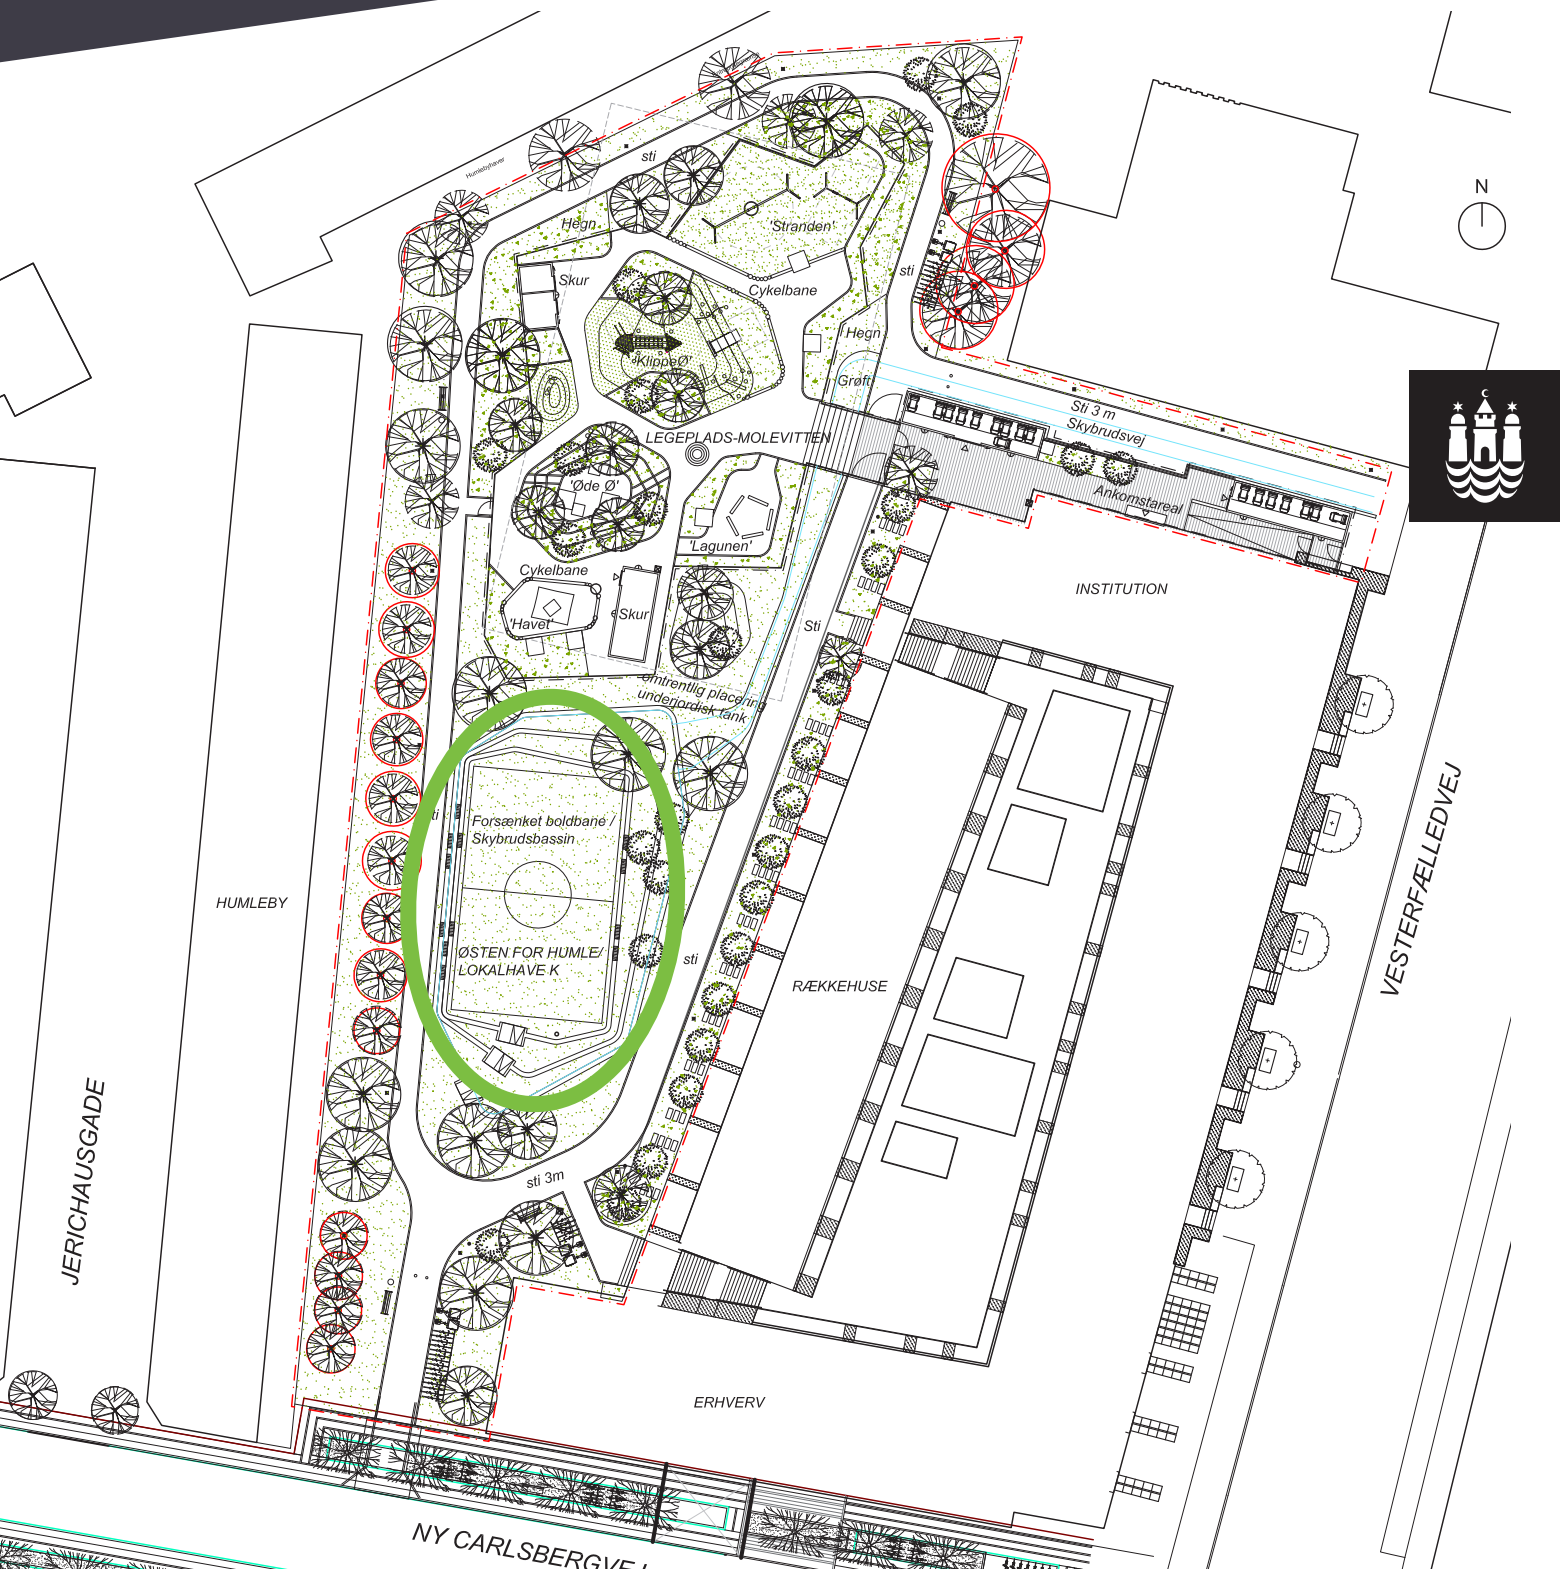 sti
Humlebyhaver
N
Hegn
'Stranden'
sti
Skur
Cykelbane
Hegn
'KlippeØ'
Grøft
Sti 3 m
Skybrudsvej
LEGEPLADS-MOLEVITTEN
'Øde Ø'
Ankomstareal
'Lagunen'
Cykelbane
INSTITUTION
'Havet'
Skur
Sti
omtrentlig placering
underjordisk tank
sti
Forsænket boldbane /
Skybrudsbassin
HUMLEBY
VESTERFÆLLEDVEJ
ØSTEN FOR HUMLE/
LOKALHAVE K
sti
RÆKKEHUSE
JERICHAUSGADE
sti 3m
ERHVERV
NY CARLSBERGVEJ